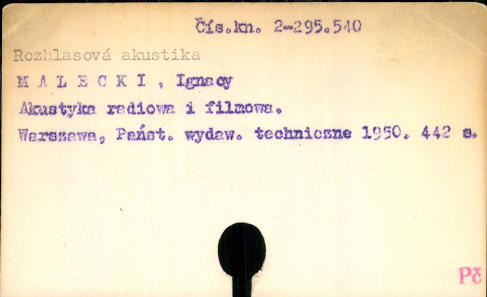 Čís.kn. 2-295.540
Rozhlasová akustika
M A L E C K I , Ignacy
Akustyka radiowa i filmowa.
Warszawa, Państ. wydaw. techniczne 1950. 442 s.
Pč